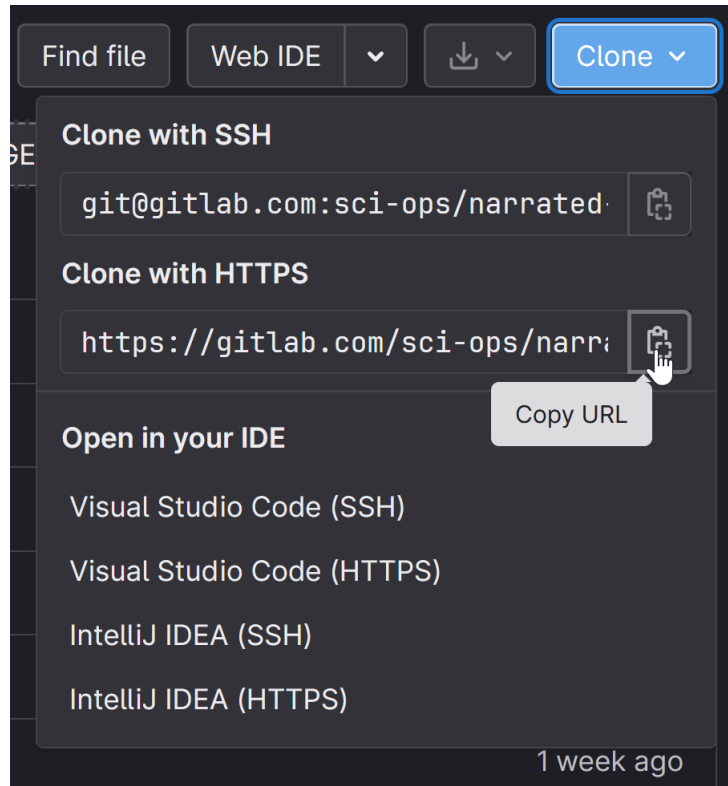 Find file
Web IDE
Clone
GE
Clone with SSH
git@gitlab.com:sci-ops/narrated-
Clone with HTTPS
https://gitlab.com/sci-ops/narra
Copy URL
Open in your IDE
Visual Studio Code (SSH)
Visual Studio Code (HTTPS)
IntelliJ IDEA (SSH)
IntelliJ IDEA (HTTPS)
1 week ago